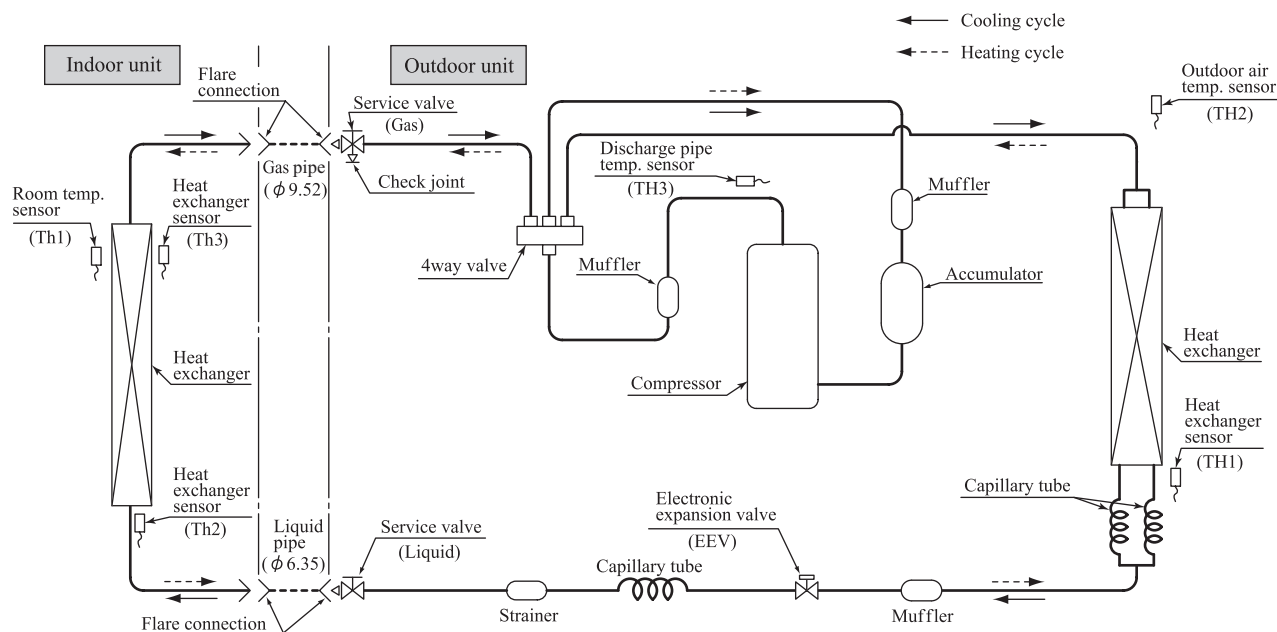 Cooling cycle
Heating cycle
Indoor unit
Outdoor unit
Flare
connection
Service valve
(Gas)
Outdoor air
temp. sensor
(TH2)
Gas pipe
(ϕ9.52)
Check joint
Discharge pipe
temp. sensor
(TH3)
Muffler
Room temp.
sensor
(Th1)
Heat
exchanger
sensor
(Th3)
4way valve
Muffler
Accumulator
Heat
exchanger
Compressor
Heat
exchanger
Heat
exchanger
sensor
(TH1)
Heat
exchanger
sensor
(Th2)
Liquid
pipe
(ϕ6.35)
Service valve
(Liquid)
Electronic
expansion valve
(EEV)
Capillary tube
Capillary tube
Strainer
Muffler
Flare connection